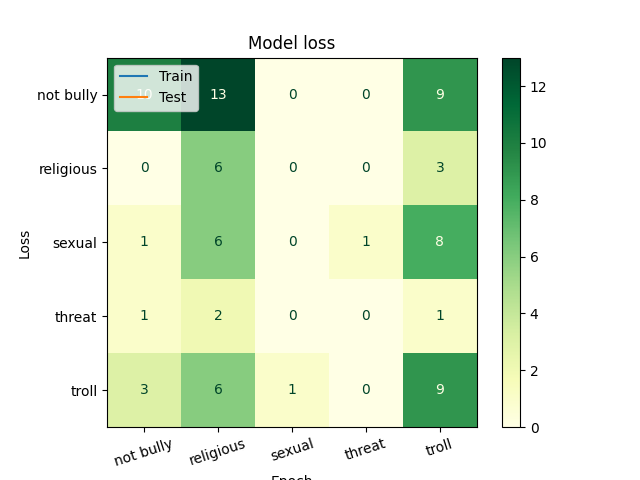 Model loss
Train
Test
not bully 10 13 0 0 9
religious 0 6 0 0 3
sexual 1 6 0 1 8
threat 1 2 0 0 1
troll 3 6 1 0 9
not bully religious sexual threat troll
Loss
Epoch
12
10
8
6
4
2
0